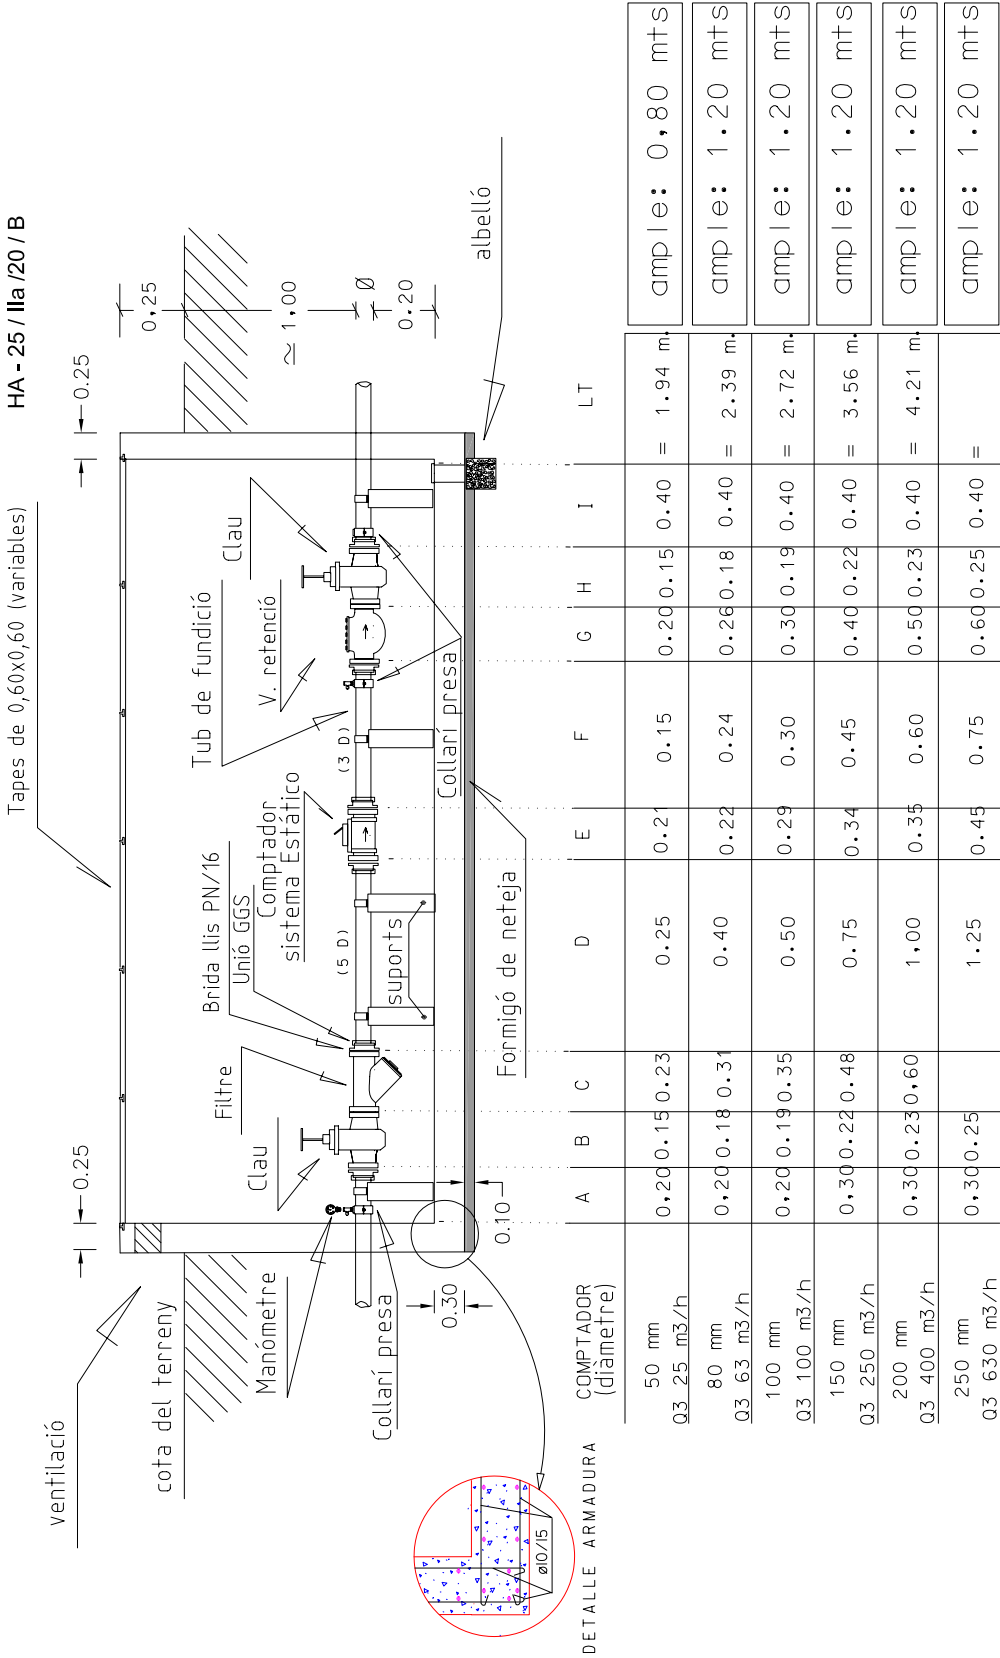 HA - 25 / IIa /20 / B
Tapes de 0,60x0,60 (variables)
0.25
0.25
0,25
≃ 1,00
Ø
0.20
albelló
Ventilació
cota del terreny
Manómetre
Collarí presa
Clau
Filtre
Brida llis PN/16
Unió GGS
Comptador
sistema Estático
Tub de fundició
V. retenció
Clau
(5 D)
(3 D)
suports
Collarí presa
Formigó de neteja
0.30
0.10
DETALLE ARMADURA
ø10/15
COMPTADOR (diàmetre) A B C D E F G H I LT
50 mm Q3 25 m3/h 0,20 0.15 0.23 0.25 0.21 0.15 0.20 0.15 0.40 = 1.94 m. ample: 0,80 mts
80 mm Q3 63 m3/h 0,20 0.18 0.31 0.40 0.22 0.24 0.26 0.18 0.40 = 2.39 m. ample: 1.20 mts
100 mm Q3 100 m3/h 0,20 0.19 0.35 0.50 0.29 0.30 0.30 0.19 0.40 = 2.72 m. ample: 1.20 mts
150 mm Q3 250 m3/h 0,30 0.22 0.48 0.75 0.34 0.45 0.40 0.22 0.40 = 3.56 m. ample: 1.20 mts
200 mm Q3 400 m3/h 0,30 0.23 0,60 1,00 0.35 0.60 0.50 0.23 0.40 = 4.21 m. ample: 1.20 mts
250 mm Q3 630 m3/h 0,30 0.25 1.25 0.45 0.75 0.60 0.25 0.40 = ample: 1.20 mts